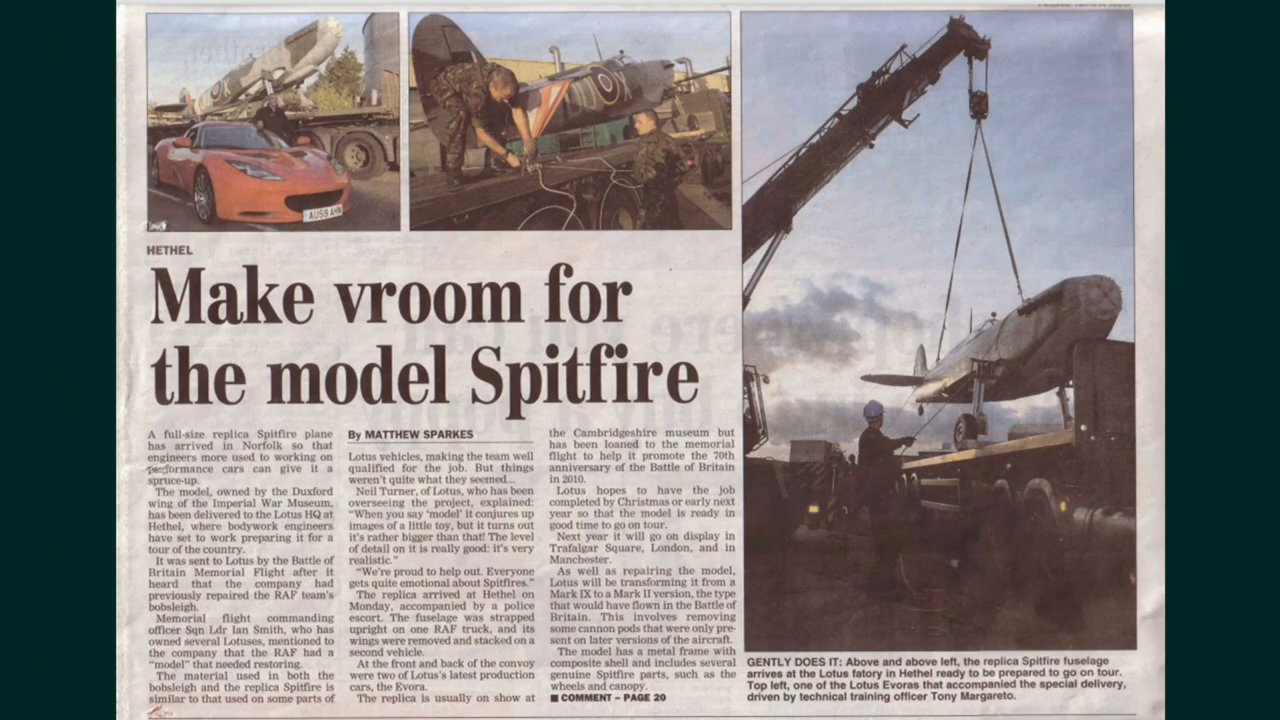 AU59 AHN
HETHEL
Make vroom for
the model Spitfire
A full-size replica Spitfire plane
has arrived in Norfolk so that
engineers more used to working on
performance cars can give it a
spruce-up.
The model, owned by the Duxford
wing of the Imperial War Museum,
has been delivered to the Lotus HQ at
Hethel, where bodywork engineers
have set to work preparing it for a
tour of the country.
It was sent to Lotus by the Battle of
Britain Memorial Flight after it
heard that the company had
previously repaired the RAF team's
bobsleigh.
Memorial flight commanding
officer Sqn Ldr Ian Smith, who has
owned several Lotuses, mentioned to
the company that the RAF had a
"model" that needed restoring.
The material used in both the
bobsleigh and the replica Spitfire is
similar to that used on some parts of
By MATTHEW SPARKES
Lotus vehicles, making the team well
qualified for the job. But things
weren't quite what they seemed...
Neil Turner, of Lotus, who has been
overseeing the project, explained:
"When you say 'model' it conjures up
images of a little toy, but it turns out
it's rather bigger than that! The level
of detail on it is really good: it's very
realistic."
"We're proud to help out. Everyone
gets quite emotional about Spitfires."
The replica arrived at Hethel on
Monday, accompanied by a police
escort. The fuselage was strapped
upright on one RAF truck, and its
wings were removed and stacked on a
second vehicle.
At the front and back of the convoy
were two of Lotus's latest production
cars, the Evora.
The replica is usually on show at
the Cambridgeshire museum but
has been loaned to the memorial
flight to help it promote the 70th
anniversary of the Battle of Britain
in 2010.
Lotus hopes to have the job
completed by Christmas or early next
year so that the model is ready in
good time to go on tour.
Next year it will go on display in
Trafalgar Square, London, and in
Manchester.
As well as repairing the model,
Lotus will be transforming it from a
Mark IX to a Mark II version, the type
that would have flown in the Battle of
Britain. This involves removing
some cannon pods that were only pre-
sent on later versions of the aircraft.
The model has a metal frame with
composite shell and includes several
genuine Spitfire parts, such as the
wheels and canopy.
■ COMMENT – PAGE 20
GENTLY DOES IT: Above and above left, the replica Spitfire fuselage
arrives at the Lotus fatory in Hethel ready to be prepared to go on tour.
Top left, one of the Lotus Evoras that accompanied the special delivery,
driven by technical training officer Tony Margareto.